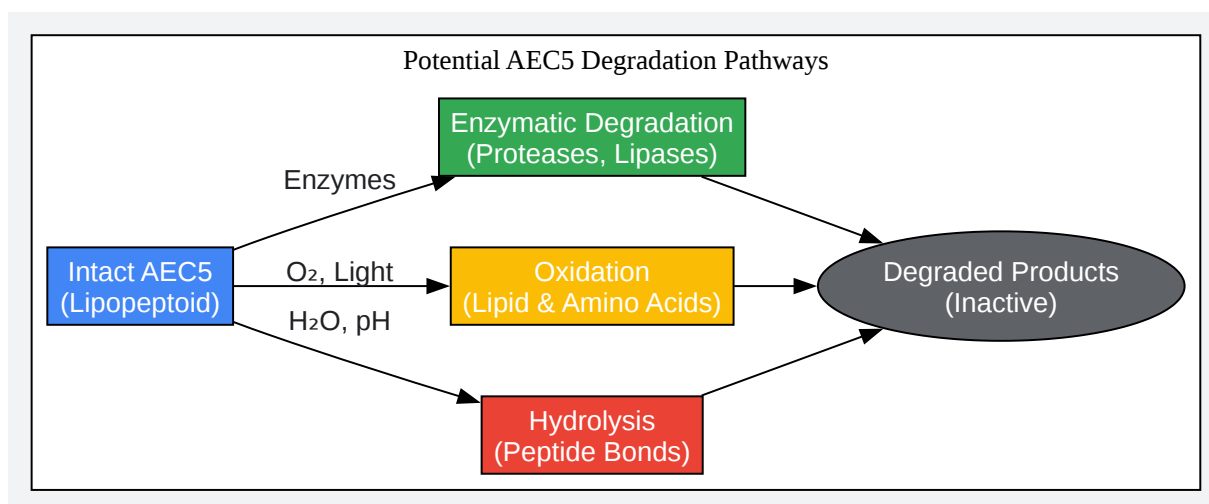 Potential AEC5 Degradation Pathways
Enzymatic Degradation
(Proteases, Lipases)
Enzymes
Intact AEC5
(Lipopeptoid)
O₂, Light
Oxidation
(Lipid & Amino Acids)
Degraded Products
(Inactive)
H₂O, pH
Hydrolysis
(Peptide Bonds)